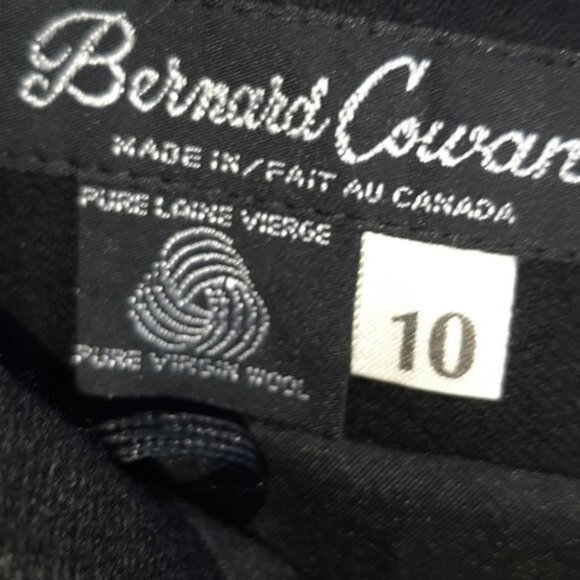 Bernard Cowan
MADE IN/FAIT AU CANADA
PURE LAINE VIERGE
PURE VIRGIN WOOL
10